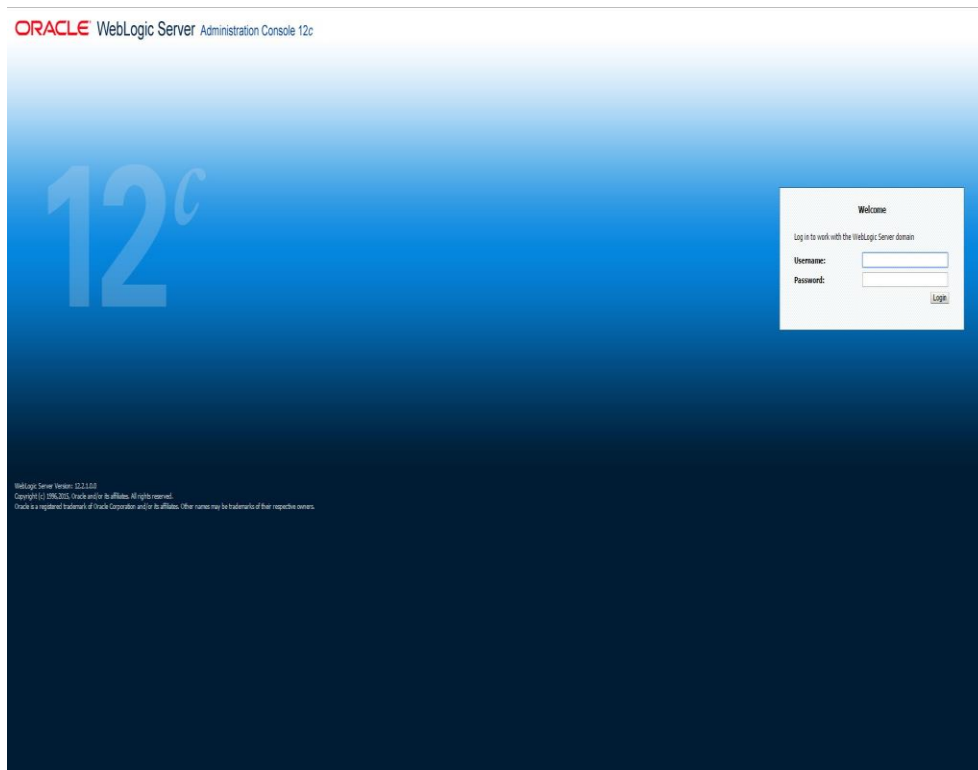 ORACLE WebLogic Server Administration Console 12c
12c
Welcome
Log in to work with the WebLogic Server domain
Username:
Password:
Login
WebLogic Server Version: 12.2.1.0.0
Copyright (c) 1996,2015, Oracle and/or its affiliates. All rights reserved.
Oracle is a registered trademark of Oracle Corporation and/or its affiliates. Other names may be trademarks of their respective owners.